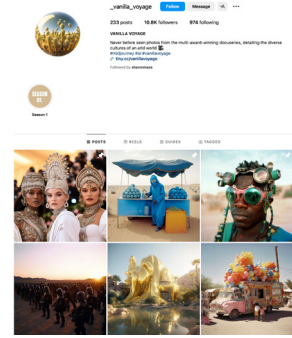 _vanilla_voyage
Follow
Message
233 posts
10.8K followers
976 following
VANILLA VOYAGE
Never before seen photos from the multi-award-winning docuseries, detailing the diverse
cultures of an arid world
#midjourney #ai #vanillavoyage
tiny.cc/vanillavoyage
Followed by
SEASON
01.
Season 1
POSTS
REELS
GUIDES
TAGGED